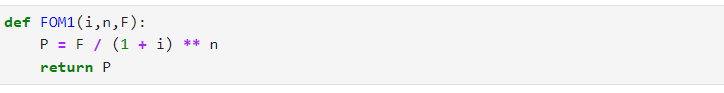 def FOM1(i,n,F):
    P = F / (1 + i) ** n
    return P